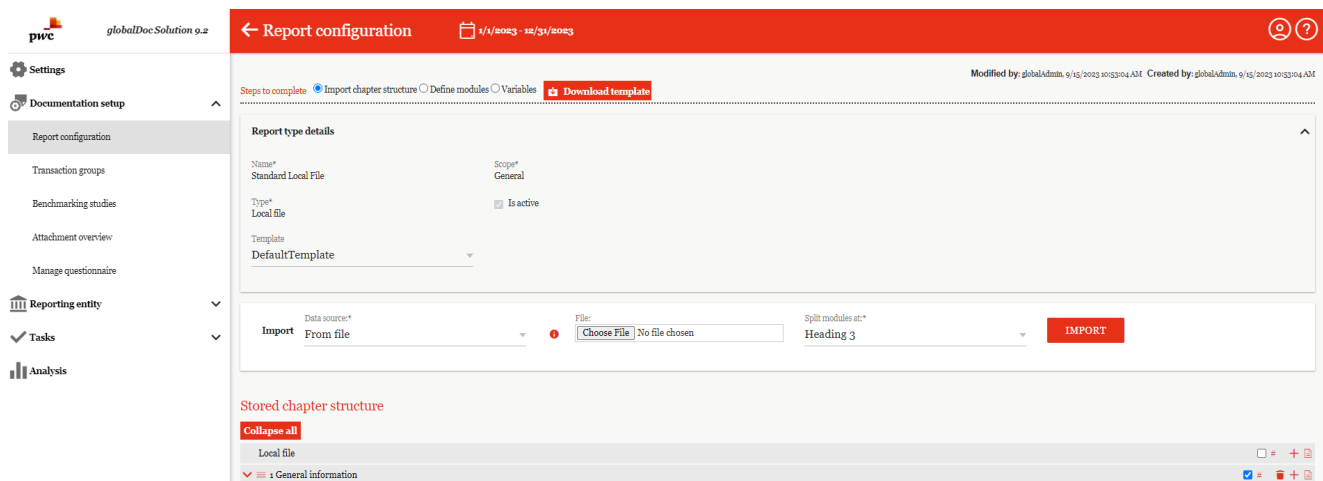 pwc
globalDoc Solution 9.2
Report configuration
1/1/2023 - 12/31/2023
?
Settings
Documentation setup
Report configuration
Transaction groups
Benchmarking studies
Attachment overview
Manage questionnaire
Reporting entity
Tasks
Analysis
Modified by: globalAdmin, 9/15/2023 10:53:04 AM Created by: globalAdmin, 9/15/2023 10:53:04 AM
Steps to complete Import chapter structure Define modules Variables Download template
Report type details
Name* Scope*
Standard Local File General
Type* Is active
Local file
Template
DefaultTemplate
Data source:* File: Split modules at:*
Import From file Choose File No file chosen Heading 3 IMPORT
Stored chapter structure
Collapse all
Local file #
1 General information #